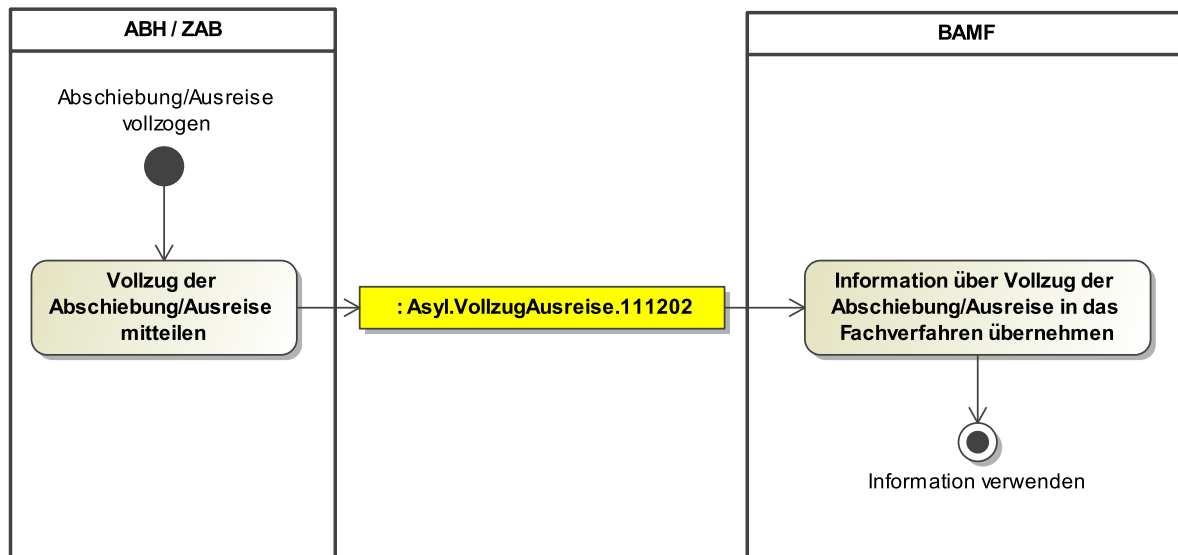 ABH / ZAB
BAMF
Abschiebung/Ausreise
vollzogen
Vollzug der
Abschiebung/Ausreise
mitteilen
: Asyl.VollzugAusreise.111202
Information über Vollzug der
Abschiebung/Ausreise in das
Fachverfahren übernehmen
Information verwenden